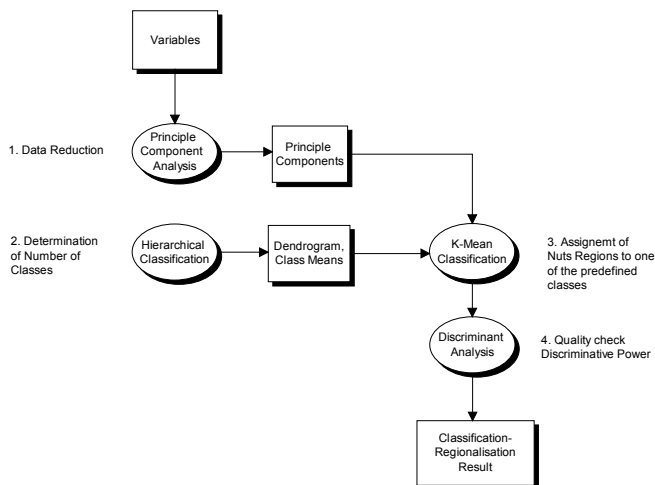 Variables
1. Data Reduction
Principle
Component
Analysis
Principle
Components
2. Determination
of Number of
Classes
Hierarchical
Classification
Dendrogram,
Class Means
K-Mean
Classification
3. Assignemt of
Nuts Regions to one
of the predefined
classes
Discriminant
Analysis
4. Quality check
Discriminative Power
Classification-
Regionalisation
Result